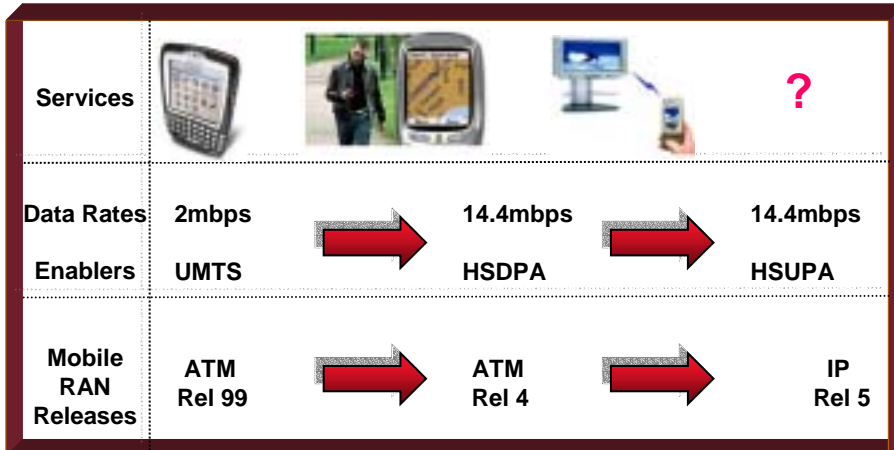 Services
?
Data Rates 2mbps 14.4mbps 14.4mbps
Enablers UMTS HSDPA HSUPA
Mobile
RAN
Releases
ATM
Rel 99
ATM
Rel 4
IP
Rel 5